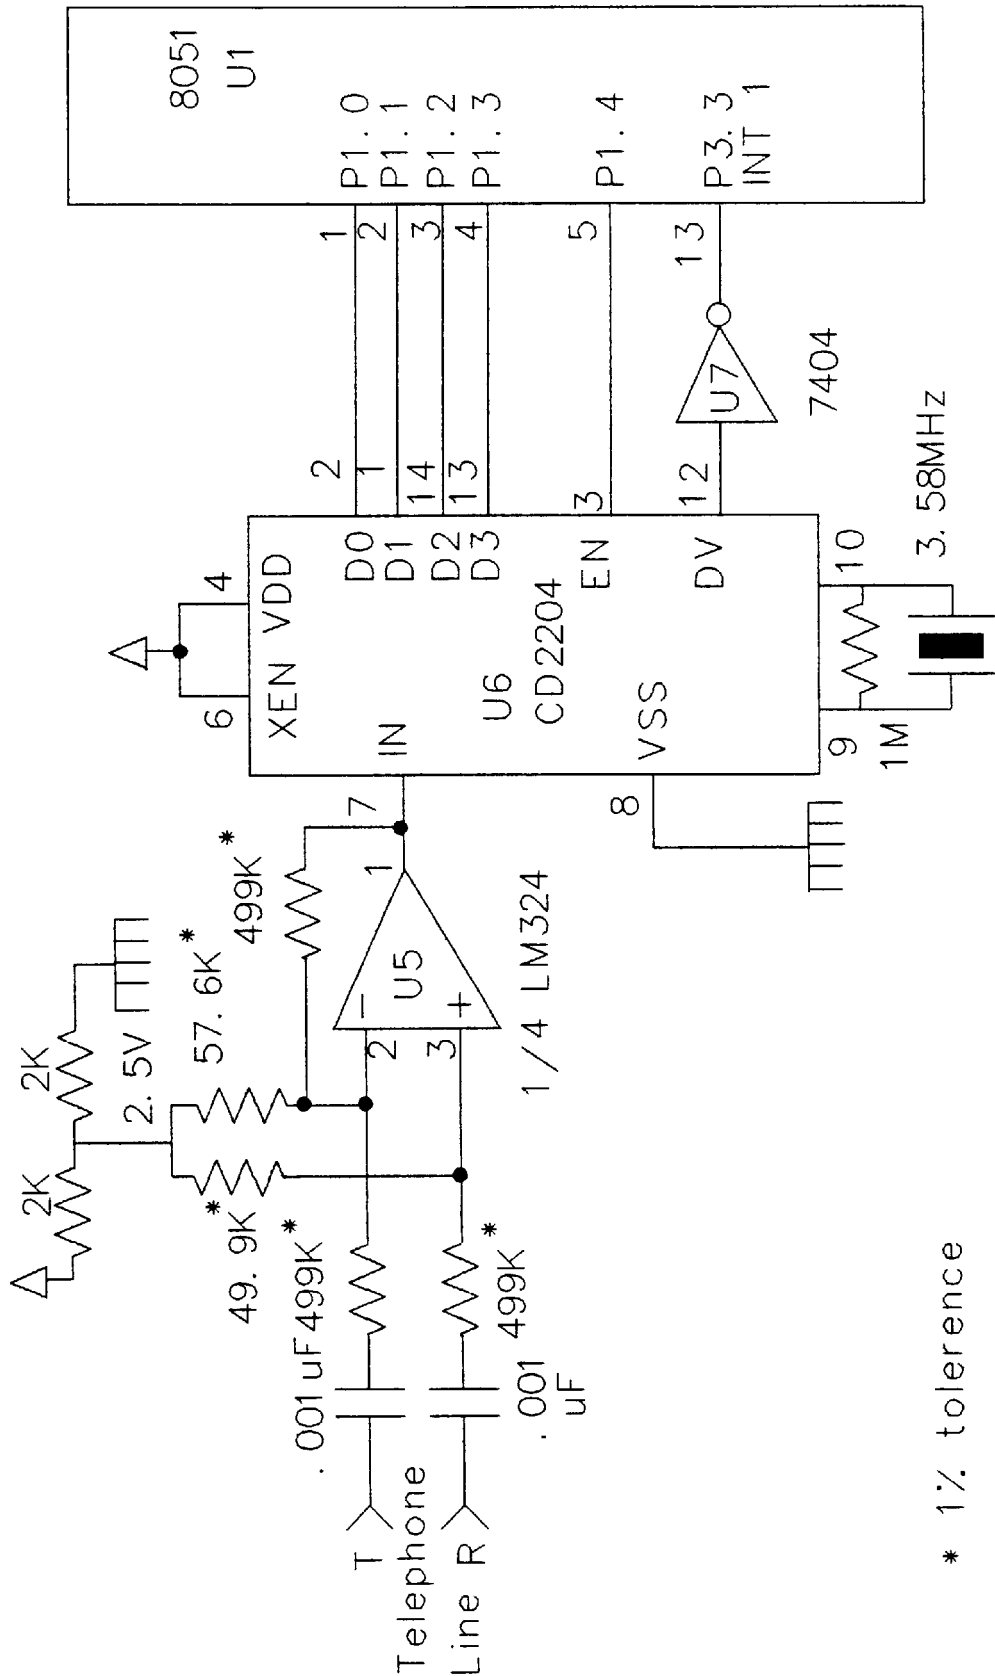 8051
U1
P1. 0
P1. 1
P1. 2
P1. 3
P1. 4
P3. 3
INT 1
1
2
3
4
5
13
2
1
14
13
3
12
U7
7404
4
6
XEN VDD
D0
D1
D2
D3
EN
DV
IN
U6
CD2204
VSS
7
8
9
10
1M
3. 58MHz
2K
2K
2. 5V
57. 6K*
49. 9K*
499K*
499K*
499K*
.001uF
.001
uF
2
3
1
−
+
U5
1/4 LM324
T
Telephone
Line R
* 1% tolerence